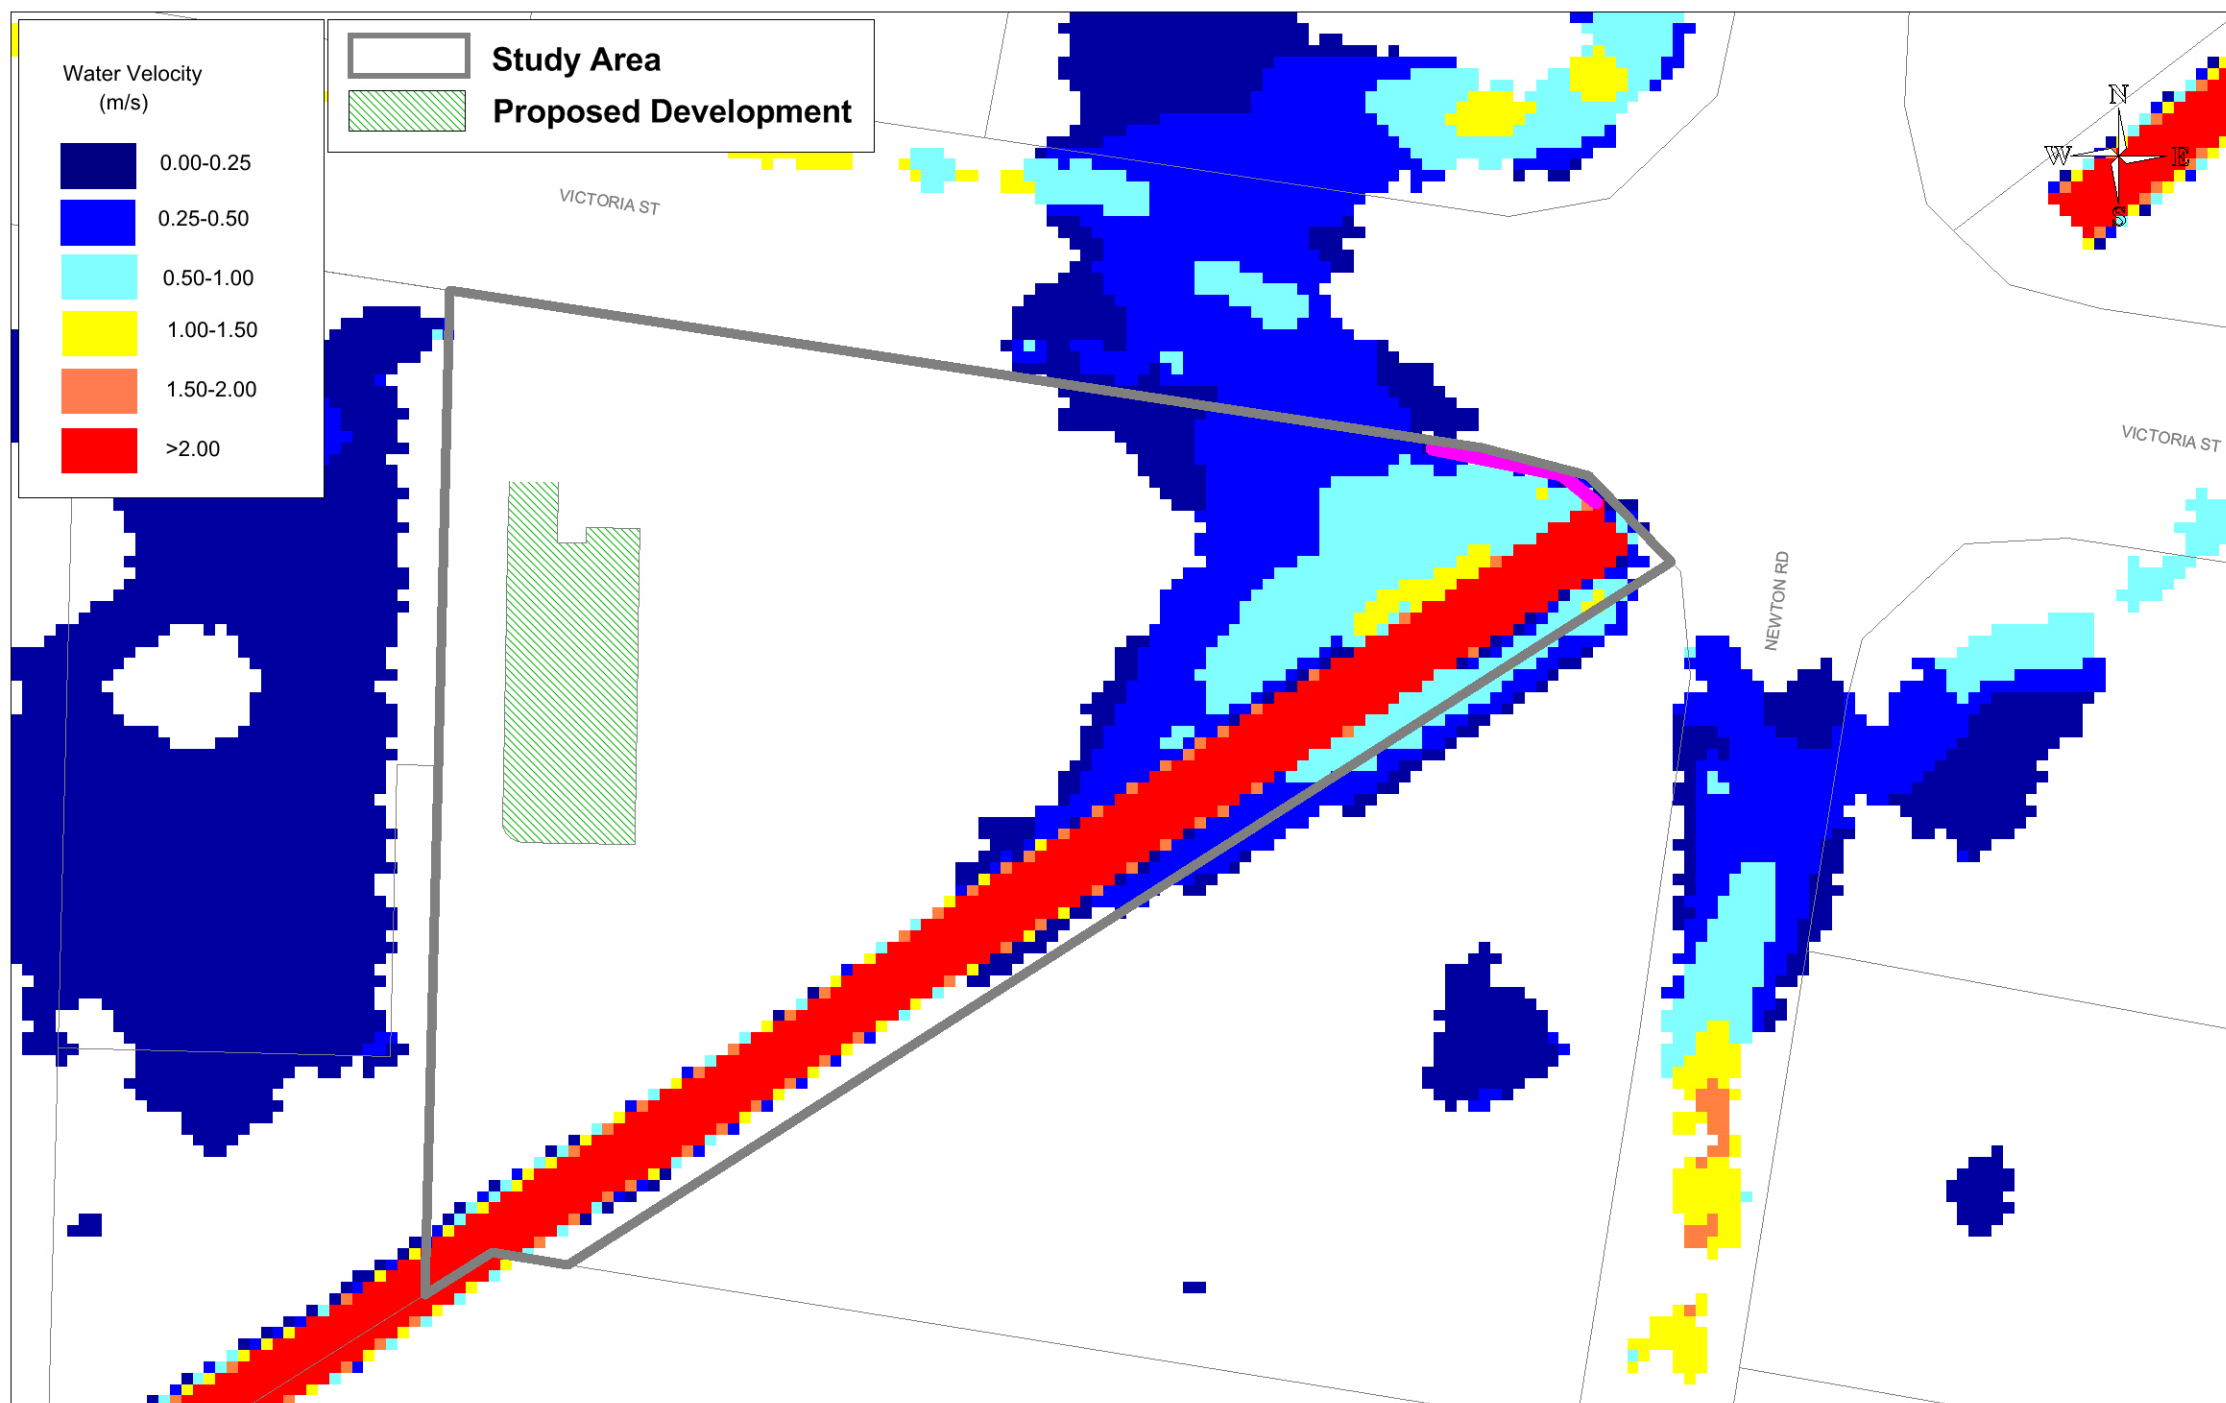 Water Velocity
(m/s)
0.00-0.25
0.25-0.50
0.50-1.00
1.00-1.50
1.50-2.00
>2.00
Study Area
Proposed Development
VICTORIA ST
N
W
E
S
VICTORIA ST
NEWTON RD